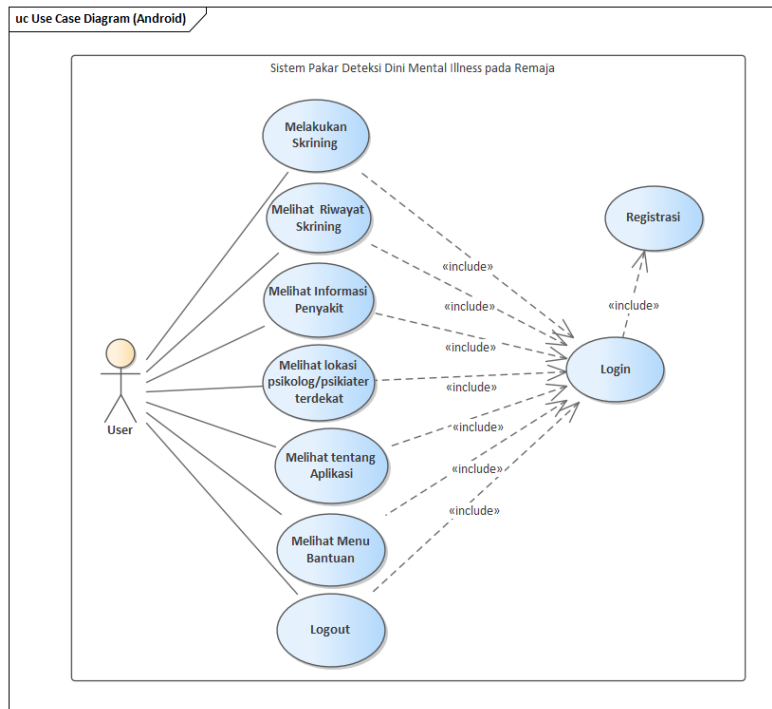 uc Use Case Diagram (Android)
Sistem Pakar Deteksi Dini Mental Illness pada Remaja
Melakukan
Skrining
Melihat Riwayat
Skrining
Registrasi
«include»
«include»
Melihat Informasi
Penyakit
«include»
«include»
User
Melihat lokasi
psikolog/psikiater
terdekat
«include»
Login
«include»
Melihat tentang
Aplikasi
«include»
«include»
Melihat Menu
Bantuan
Logout